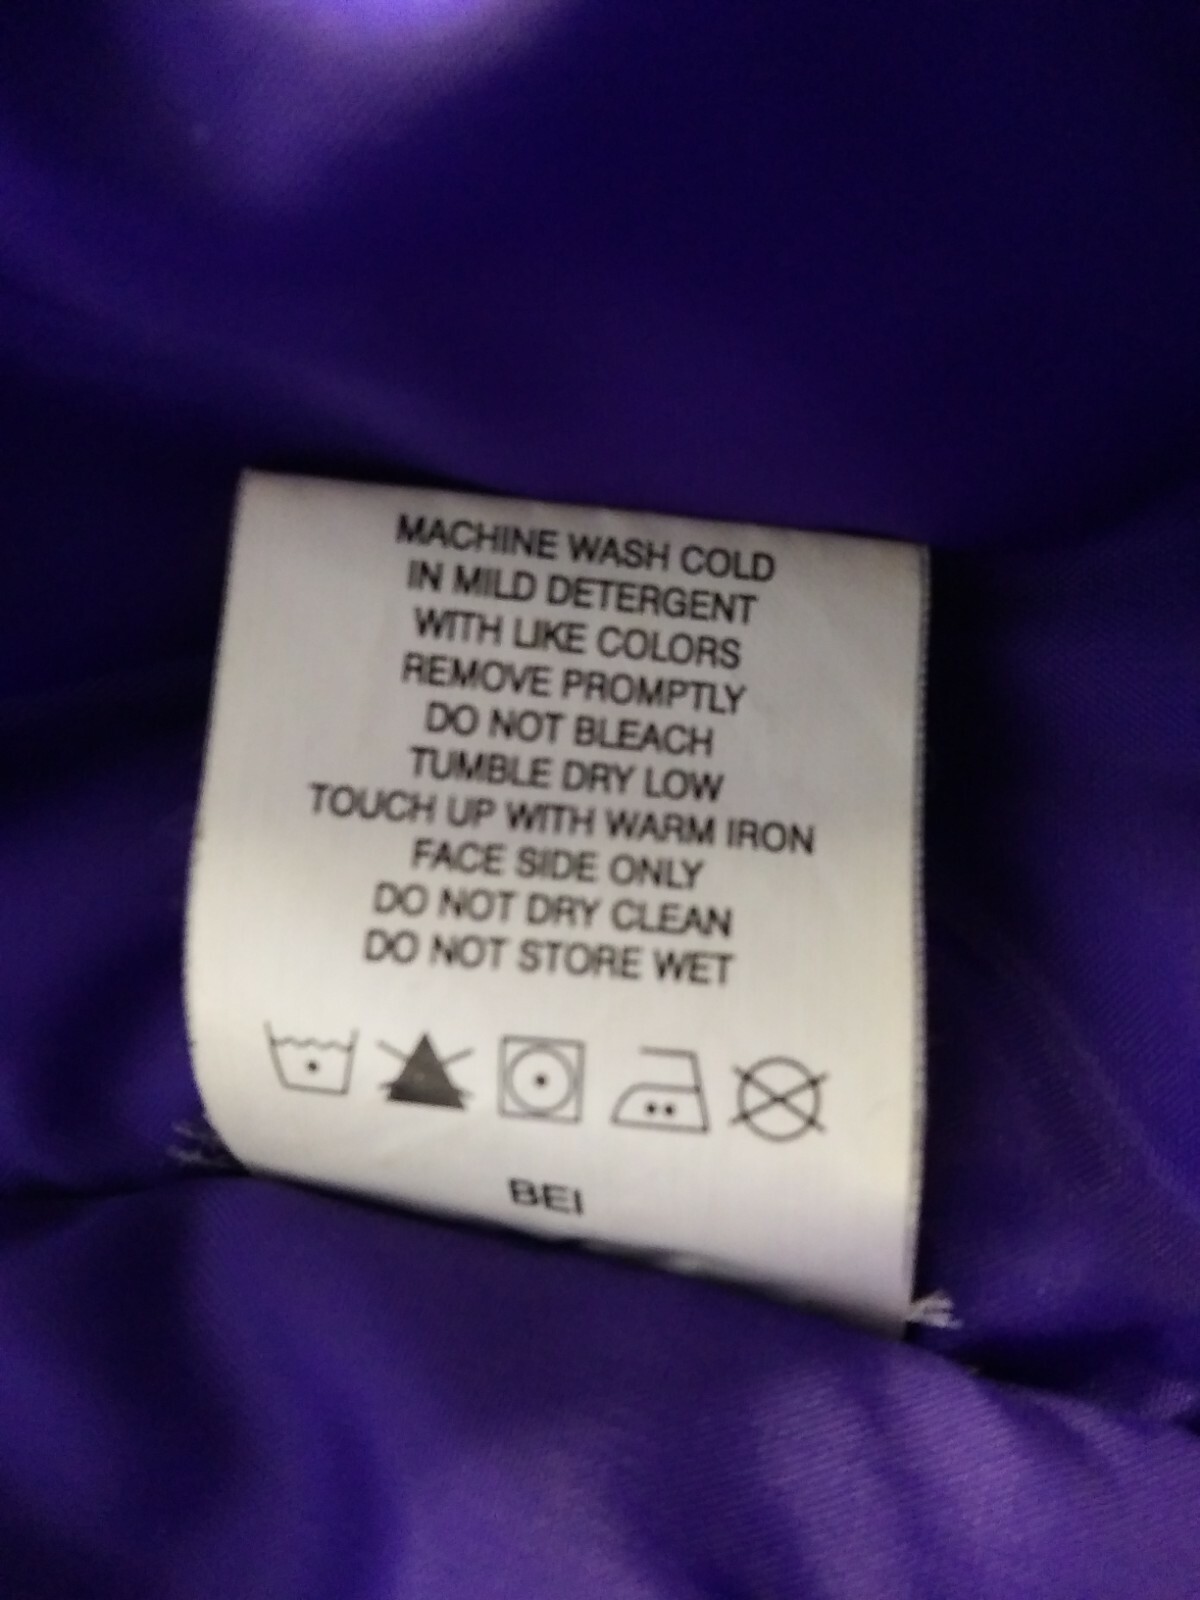 MACHINE WASH COLD
IN MILD DETERGENT
WITH LIKE COLORS
REMOVE PROMPTLY
DO NOT BLEACH
TUMBLE DRY LOW
TOUCH UP WITH WARM IRON
FACE SIDE ONLY
DO NOT DRY CLEAN
DO NOT STORE WET
BEI